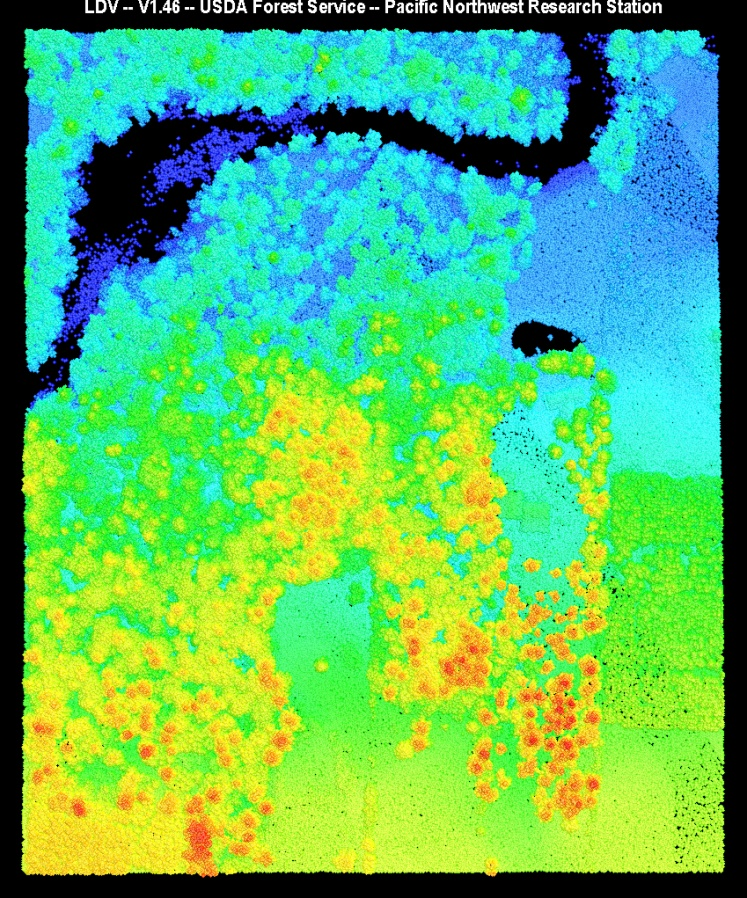 LDV -- V1.46 -- USDA Forest Service -- Pacific Northwest Research Station